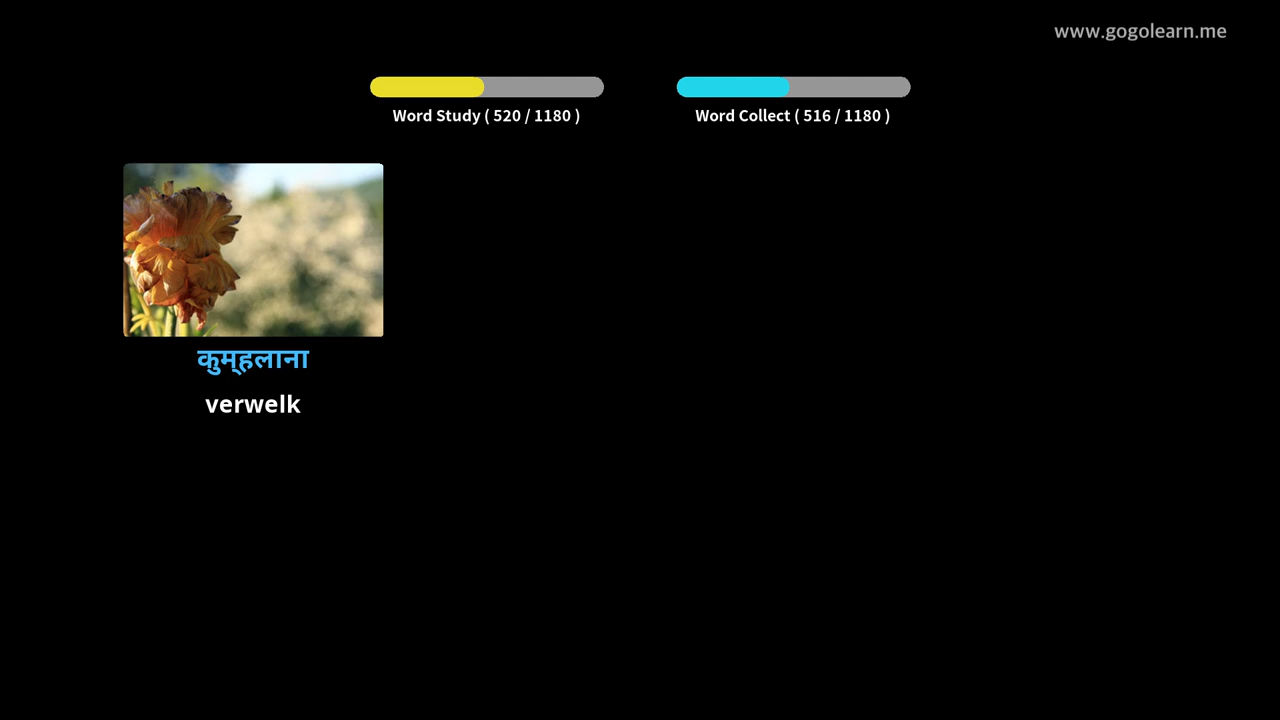 www.gogolearn.me
Word Study ( 520 / 1180 )
Word Collect ( 516 / 1180 )
कुम्हलाना
verwelk